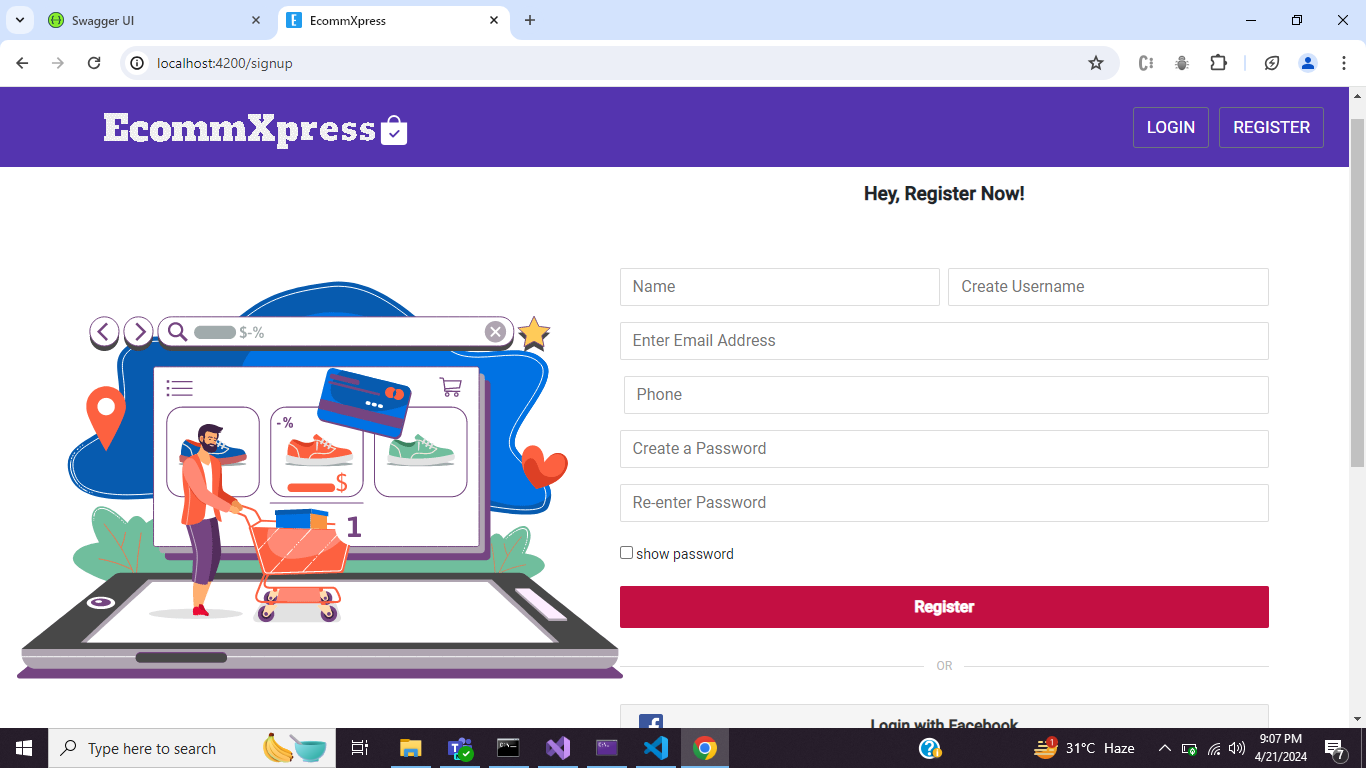 Swagger UI
EcommXpress
localhost:4200/signup
EcommXpress
LOGIN
REGISTER
Hey, Register Now!
Name
Create Username
Enter Email Address
Phone
Create a Password
Re-enter Password
show password
Register
OR
Login with Facebook
$-%
-%
$
1
Type here to search
1
31°C Haze
9:07 PM
4/21/2024
7